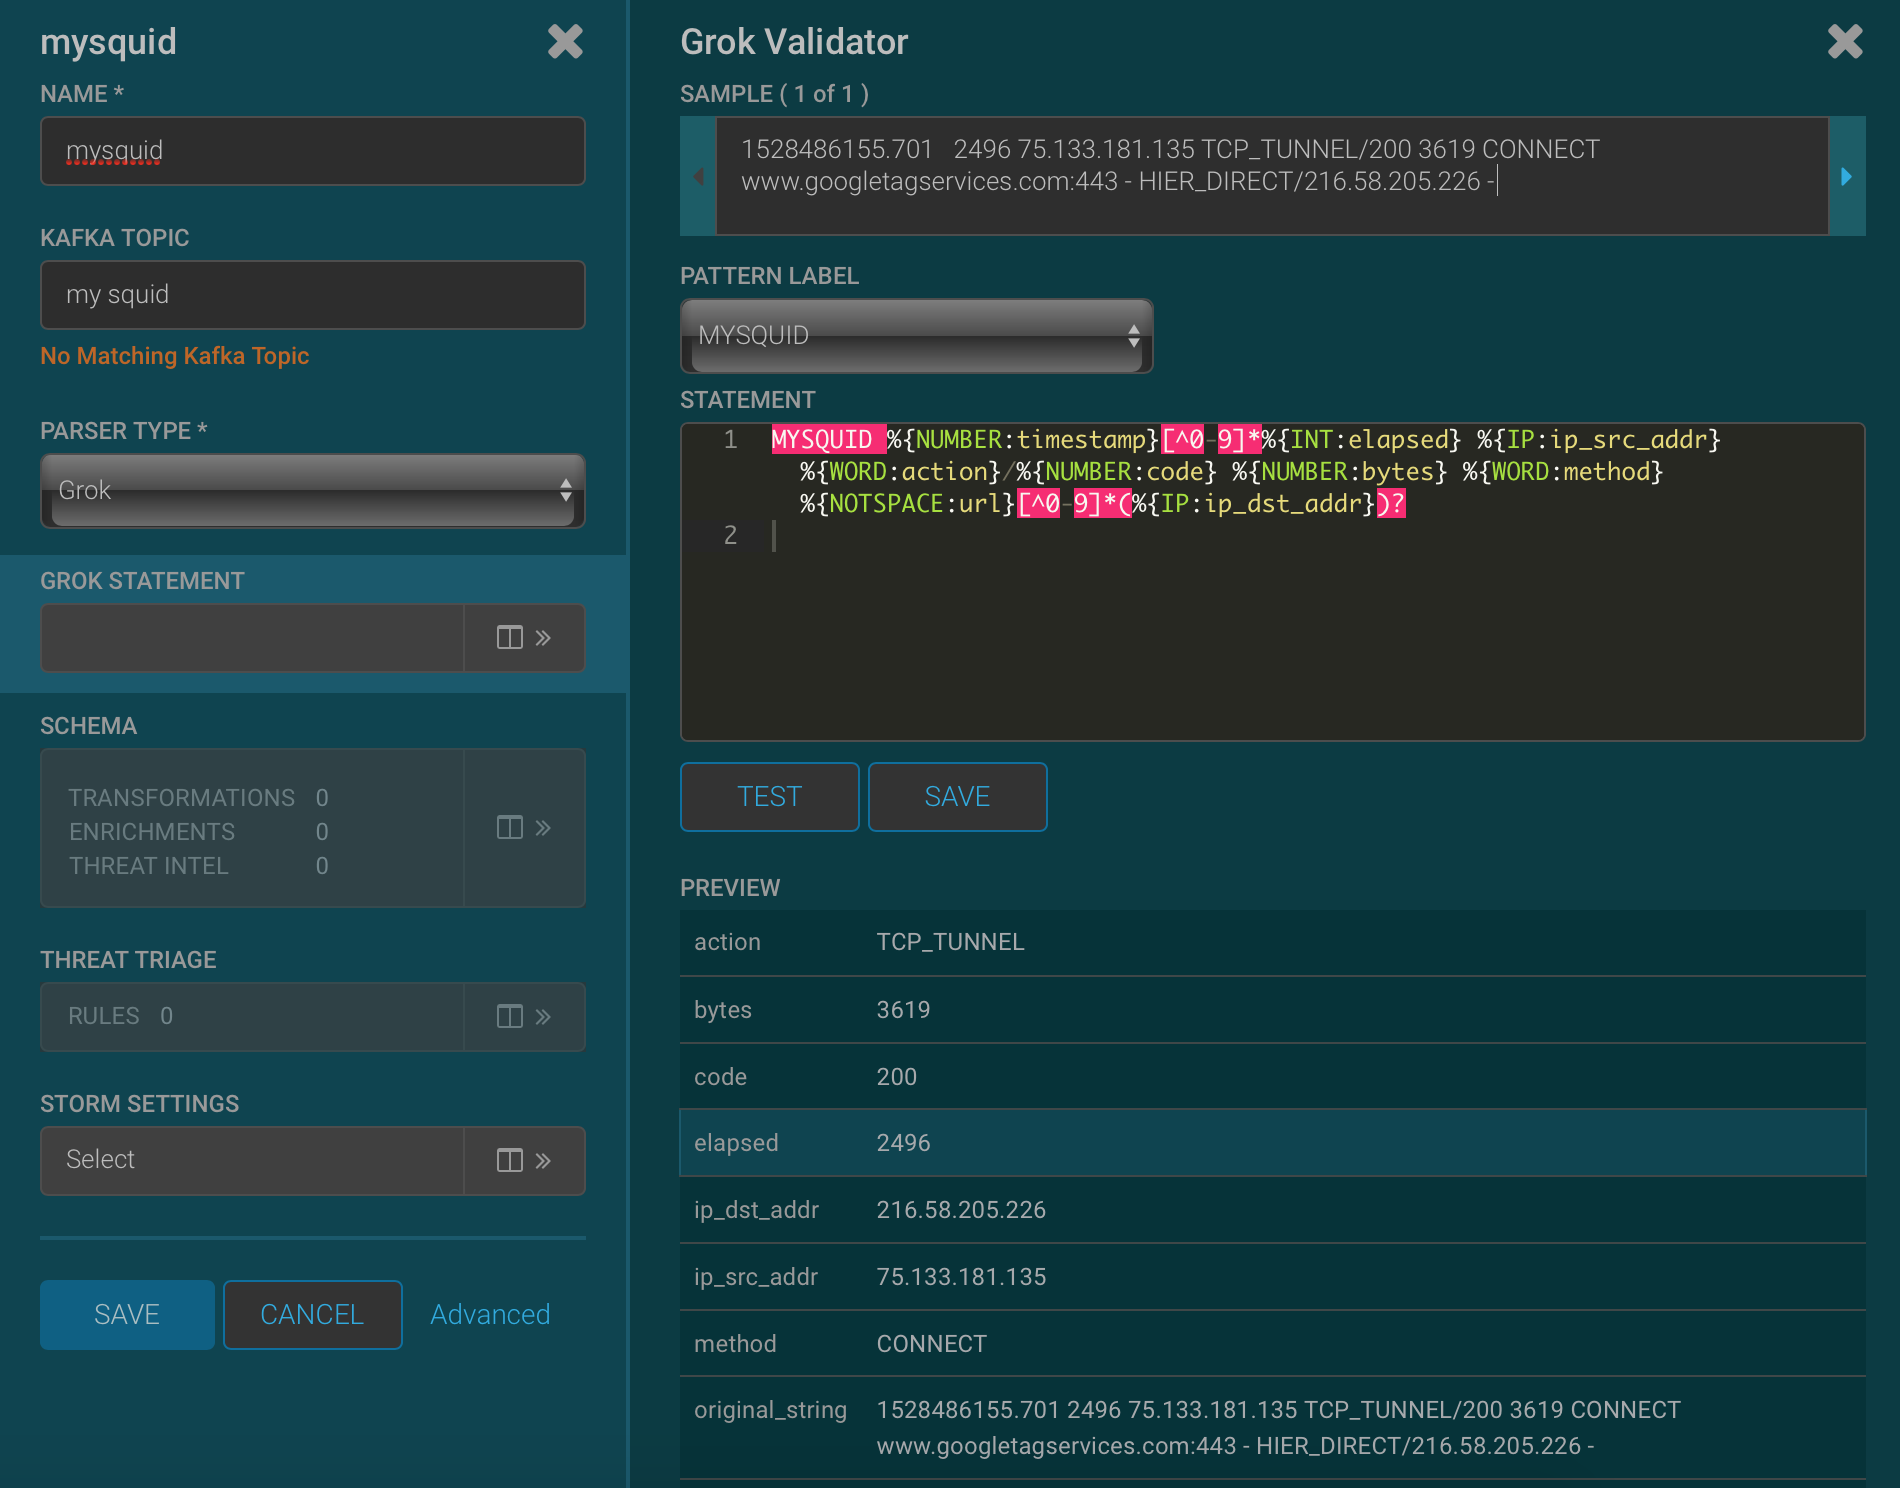 mysquid
NAME *
mysquid
KAFKA TOPIC
my squid
No Matching Kafka Topic
PARSER TYPE *
Grok
GROK STATEMENT
SCHEMA
TRANSFORMATIONS 0
ENRICHMENTS 0
THREAT INTEL 0
THREAT TRIAGE
RULES 0
STORM SETTINGS
Select
SAVE CANCEL Advanced
Grok Validator
SAMPLE ( 1 of 1 )
1528486155.701   2496 75.133.181.135 TCP_TUNNEL/200 3619 CONNECT
www.googletagservices.com:443 - HIER_DIRECT/216.58.205.226 -
PATTERN LABEL
MYSQUID
STATEMENT
1 MYSQUID %{NUMBER:timestamp}[^0-9]*%{INT:elapsed} %{IP:ip_src_addr}
%{WORD:action}/%{NUMBER:code} %{NUMBER:bytes} %{WORD:method}
%{NOTSPACE:url}[^0-9]*(%{IP:ip_dst_addr})?
2
TEST SAVE
PREVIEW
action TCP_TUNNEL
bytes 3619
code 200
elapsed 2496
ip_dst_addr 216.58.205.226
ip_src_addr 75.133.181.135
method CONNECT
original_string 1528486155.701 2496 75.133.181.135 TCP_TUNNEL/200 3619 CONNECT
www.googletagservices.com:443 - HIER_DIRECT/216.58.205.226 -